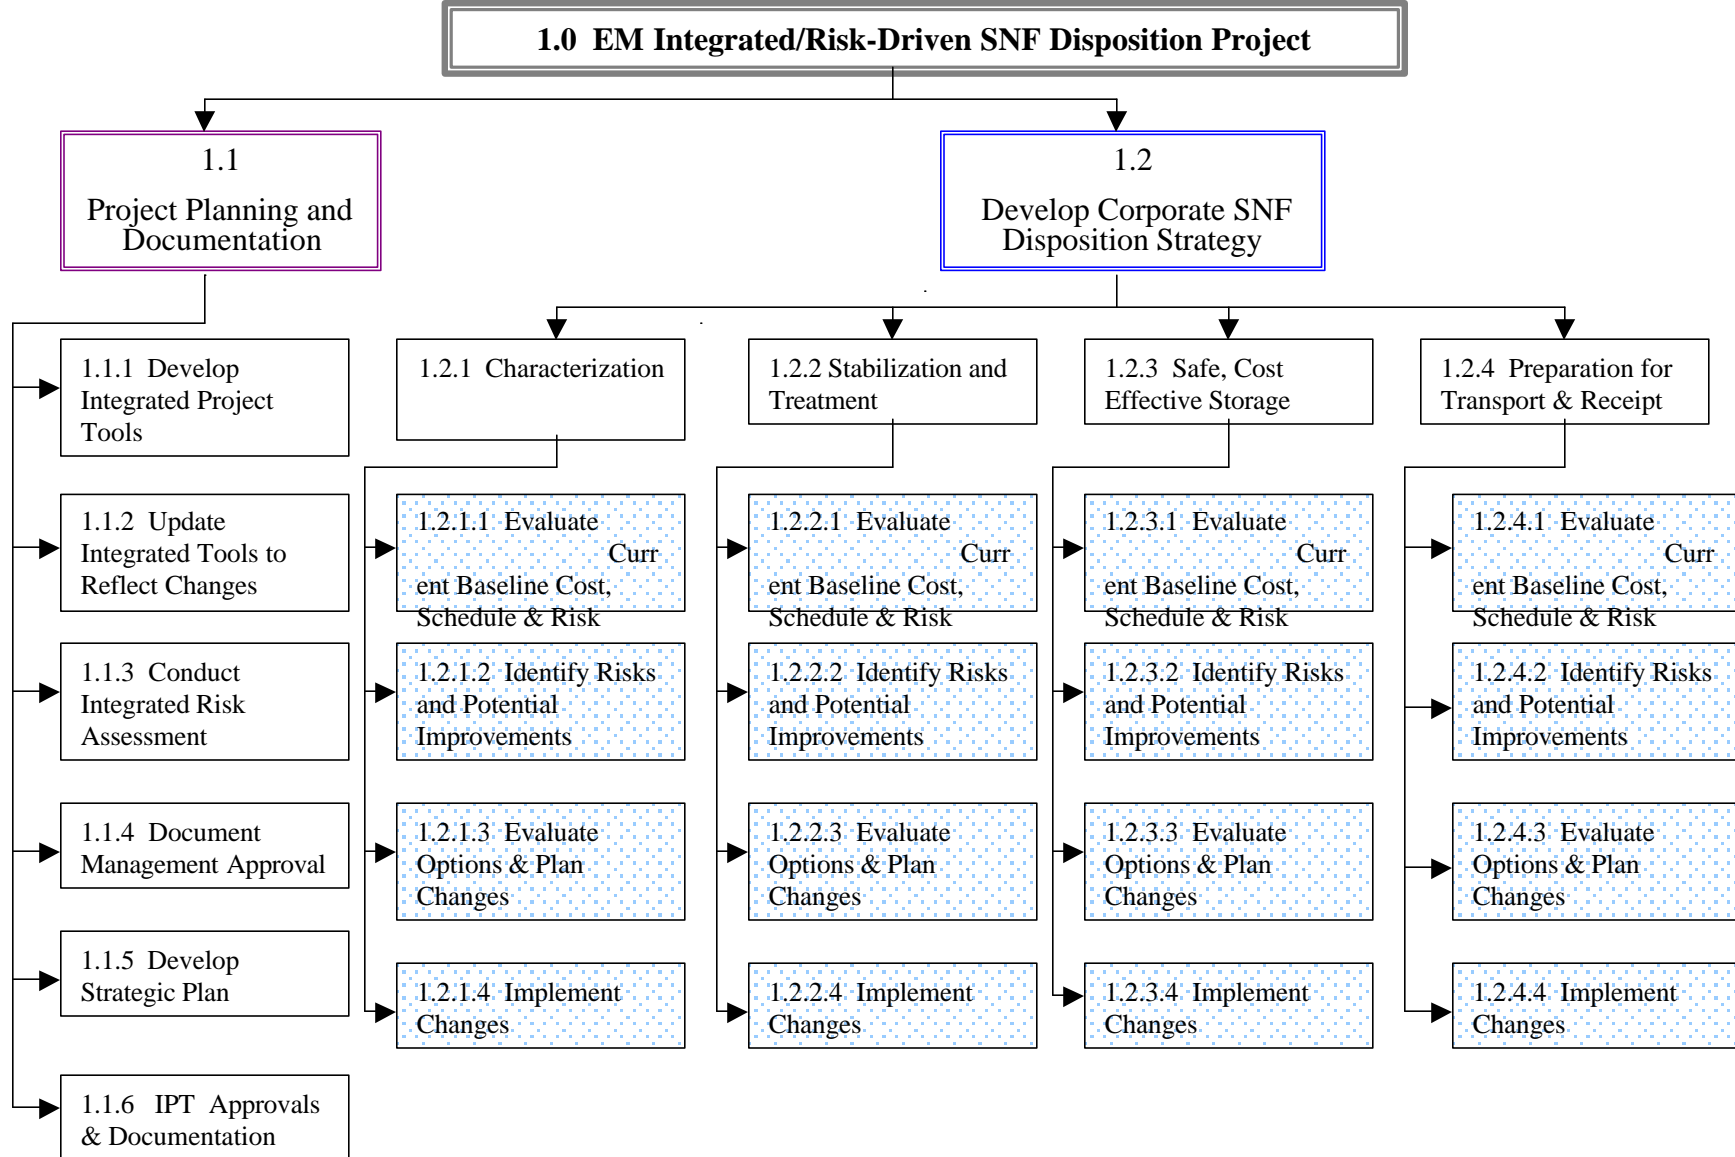 1.0 EM Integrated/Risk-Driven SNF Disposition Project
1.1
Project Planning and
Documentation
1.2
Develop Corporate SNF
Disposition Strategy
1.1.1 Develop
Integrated Project
Tools
1.1.2 Update
Integrated Tools to
Reflect Changes
1.1.3 Conduct
Integrated Risk
Assessment
1.1.4 Document
Management Approval
1.1.5 Develop
Strategic Plan
1.1.6 IPT Approvals
& Documentation
1.2.1 Characterization
1.2.1.1 Evaluate
Curr
ent Baseline Cost,
Schedule & Risk
1.2.1.2 Identify Risks
and Potential
Improvements
1.2.1.3 Evaluate
Options & Plan
Changes
1.2.1.4 Implement
Changes
1.2.2 Stabilization and
Treatment
1.2.2.1 Evaluate
Curr
ent Baseline Cost,
Schedule & Risk
1.2.2.2 Identify Risks
and Potential
Improvements
1.2.2.3 Evaluate
Options & Plan
Changes
1.2.2.4 Implement
Changes
1.2.3 Safe, Cost
Effective Storage
1.2.3.1 Evaluate
Curr
ent Baseline Cost,
Schedule & Risk
1.2.3.2 Identify Risks
and Potential
Improvements
1.2.3.3 Evaluate
Options & Plan
Changes
1.2.3.4 Implement
Changes
1.2.4 Preparation for
Transport & Receipt
1.2.4.1 Evaluate
Curr
ent Baseline Cost,
Schedule & Risk
1.2.4.2 Identify Risks
and Potential
Improvements
1.2.4.3 Evaluate
Options & Plan
Changes
1.2.4.4 Implement
Changes